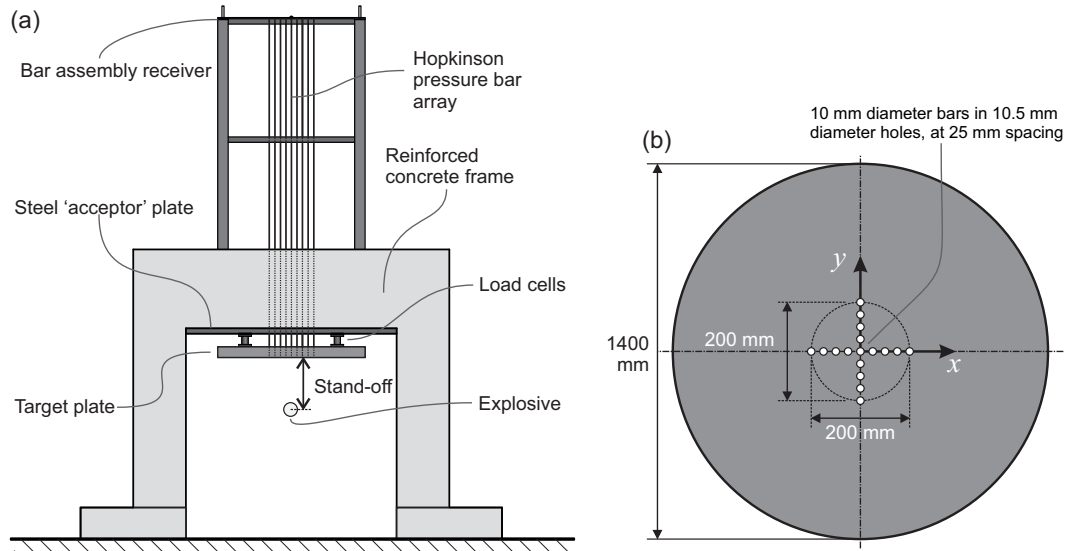 (a)
Bar assembly receiver
Hopkinson
pressure bar
array
Reinforced
concrete frame
Steel ‘acceptor’ plate
Load cells
Stand-off
Target plate
Explosive
(b)
10 mm diameter bars in 10.5 mm
diameter holes, at 25 mm spacing
y
200 mm
1400
mm
x
200 mm